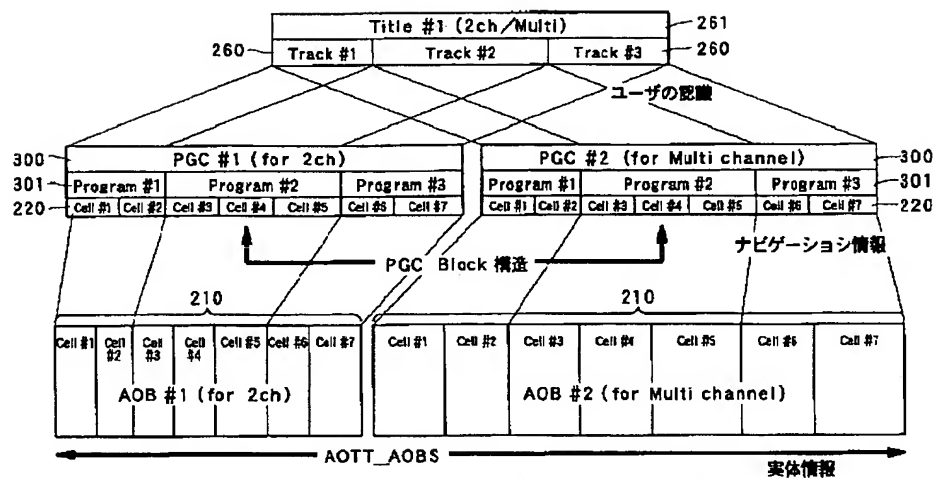 Title #1 (2ch/Multi)
261
260
Track #1
Track #2
Track #3
260
ユーザの認識
300
PGC #1 (for 2ch)
PGC #2 (for Multi channel)
300
301
Program #1
Program #2
Program #3
Program #1
Program #2
Program #3
301
220
Cell #1
Cell #2
Cell #3
Cell #4
Cell #5
Cell #6
Cell #7
Cell #1
Cell #2
Cell #3
Cell #4
Cell #5
Cell #6
Cell #7
220
ナビゲーション情報
PGC Block 構造
210
210
Cell #1
Cell #2
Cell #3
Cell #4
Cell #5
Cell #6
Cell #7
Cell #1
Cell #2
Cell #3
Cell #4
Cell #5
Cell #6
Cell #7
AOB #1 (for 2ch)
AOB #2 (for Multi channel)
AOTT_AOBS
実体情報